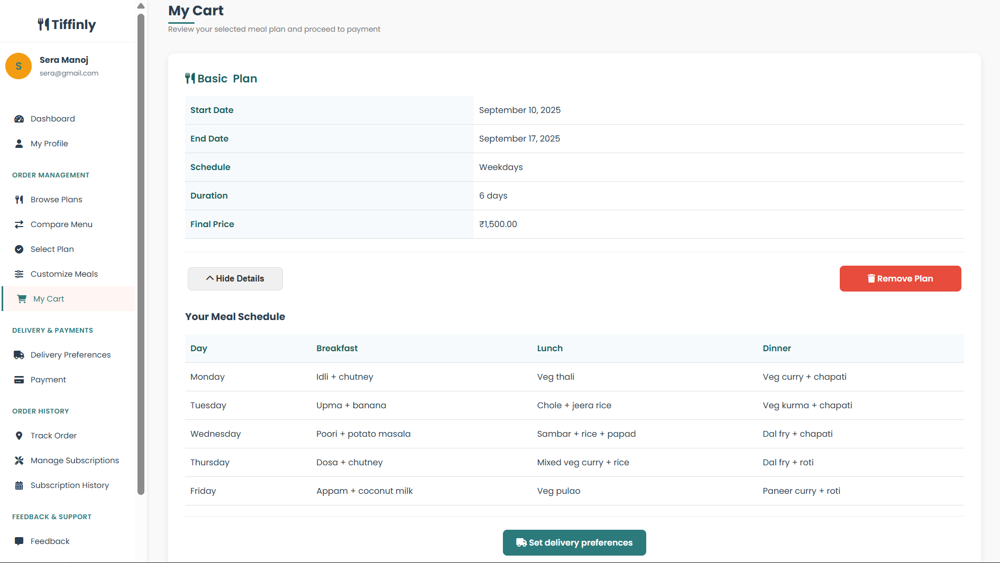 Tiffinly
S
Sera Manoj
sera@gmail.com
Dashboard
My Profile
ORDER MANAGEMENT
Browse Plans
Compare Menu
Select Plan
Customize Meals
My Cart
DELIVERY & PAYMENTS
Delivery Preferences
Payment
ORDER HISTORY
Track Order
Manage Subscriptions
Subscription History
FEEDBACK & SUPPORT
Feedback
My Cart
Review your selected meal plan and proceed to payment
Basic Plan
Start Date September 10, 2025
End Date September 17, 2025
Schedule Weekdays
Duration 6 days
Final Price ₹1,500.00
Hide Details
Remove Plan
Your Meal Schedule
Day Breakfast Lunch Dinner
Monday Idli + chutney Veg thali Veg curry + chapati
Tuesday Upma + banana Chole + jeera rice Veg kurma + chapati
Wednesday Poori + potato masala Sambar + rice + papad Dal fry + chapati
Thursday Dosa + chutney Mixed veg curry + rice Dal fry + roti
Friday Appam + coconut milk Veg pulao Paneer curry + roti
Set delivery preferences